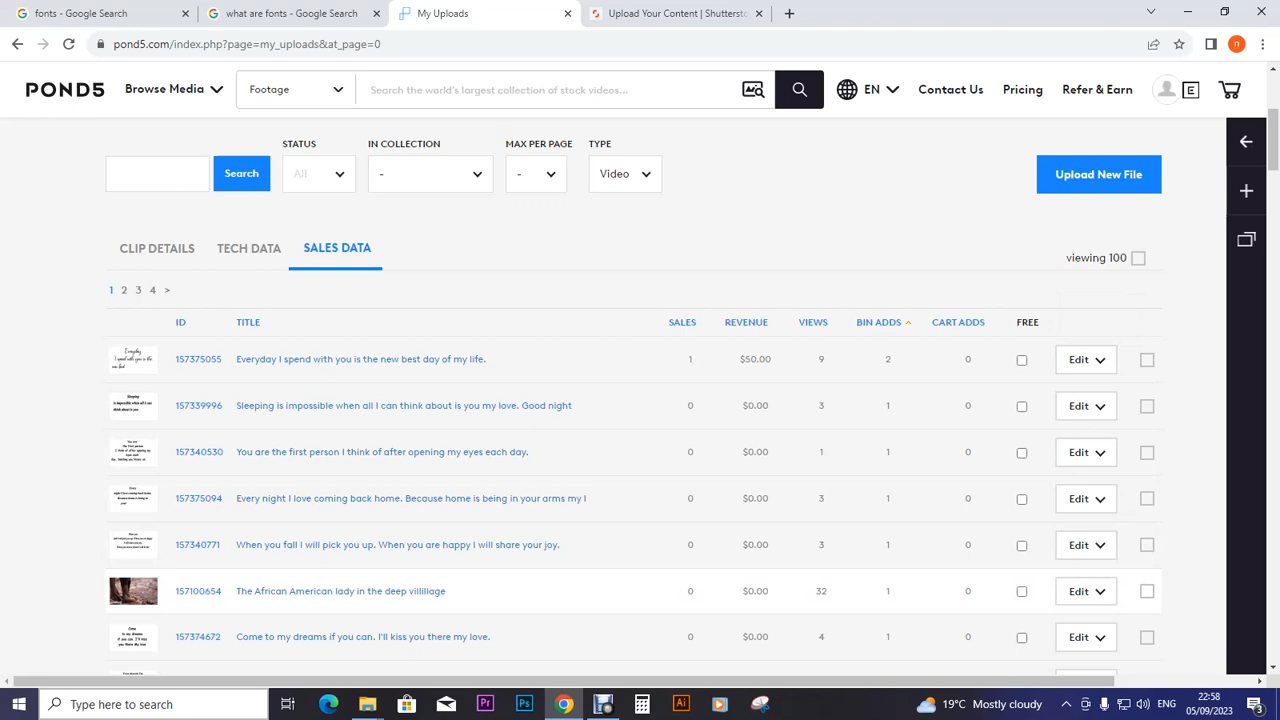 fonts - Google Search
what are fonts - Google Search
My Uploads
Upload Your Content | Shutterst
pond5.com/index.php?page=my_uploads&at_page=0
n
POND5
Browse Media
Footage
Search the world's largest collection of stock videos...
EN
Contact Us
Pricing
Refer & Earn
E
STATUS
IN COLLECTION
MAX PER PAGE
TYPE
Search
All
-
-
Video
Upload New File
CLIP DETAILS
TECH DATA
SALES DATA
viewing 100
1 2 3 4 >
ID TITLE SALES REVENUE VIEWS BIN ADDS CART ADDS FREE
157375055 Everyday I spend with you is the new best day of my life. 1 $50.00 9 2 0 Edit
157339996 Sleeping is impossible when all I can think about is you my love. Good night 0 $0.00 3 1 0 Edit
157340530 You are the first person I think of after opening my eyes each day. 0 $0.00 1 1 0 Edit
157375094 Every night I love coming back home. Because home is being in your arms my l 0 $0.00 3 1 0 Edit
157340771 When you fall I will pick you up. When you are happy I will share your joy. 0 $0.00 3 1 0 Edit
157100654 The African American lady in the deep villillage 0 $0.00 32 1 0 Edit
157374672 Come to my dreams if you can. I'll kiss you there my love. 0 $0.00 4 1 0 Edit
Type here to search
Pr
Ps
Ai
19°C Mostly cloudy
ENG
22:58
05/09/2023
3